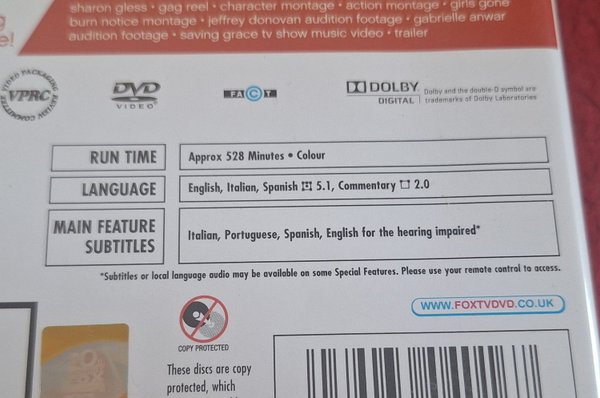 sharon gless • gag reel • character montage • action montage • girls gone
burn notice montage • jeffrey donovan audition footage • gabrielle anwar
audition footage • saving grace tv show music video • trailer
VIDEO PACKAGING REVIEW COMMITTEE
VPRC
DVD
VIDEO
FACT
DOLBY
DIGITAL
Dolby and the double-D symbol are
trademarks of Dolby Laboratories
RUN TIME
Approx 528 Minutes • Colour
LANGUAGE
English, Italian, Spanish 5.1, Commentary 2.0
MAIN FEATURE
SUBTITLES
Italian, Portuguese, Spanish, English for the hearing impaired*
*Subtitles or local language audio may be available on some Special Features. Please use your remote control to access.
WWW.FOXTVDVD.CO.UK
COPY PROTECTED
These discs are copy
protected, which